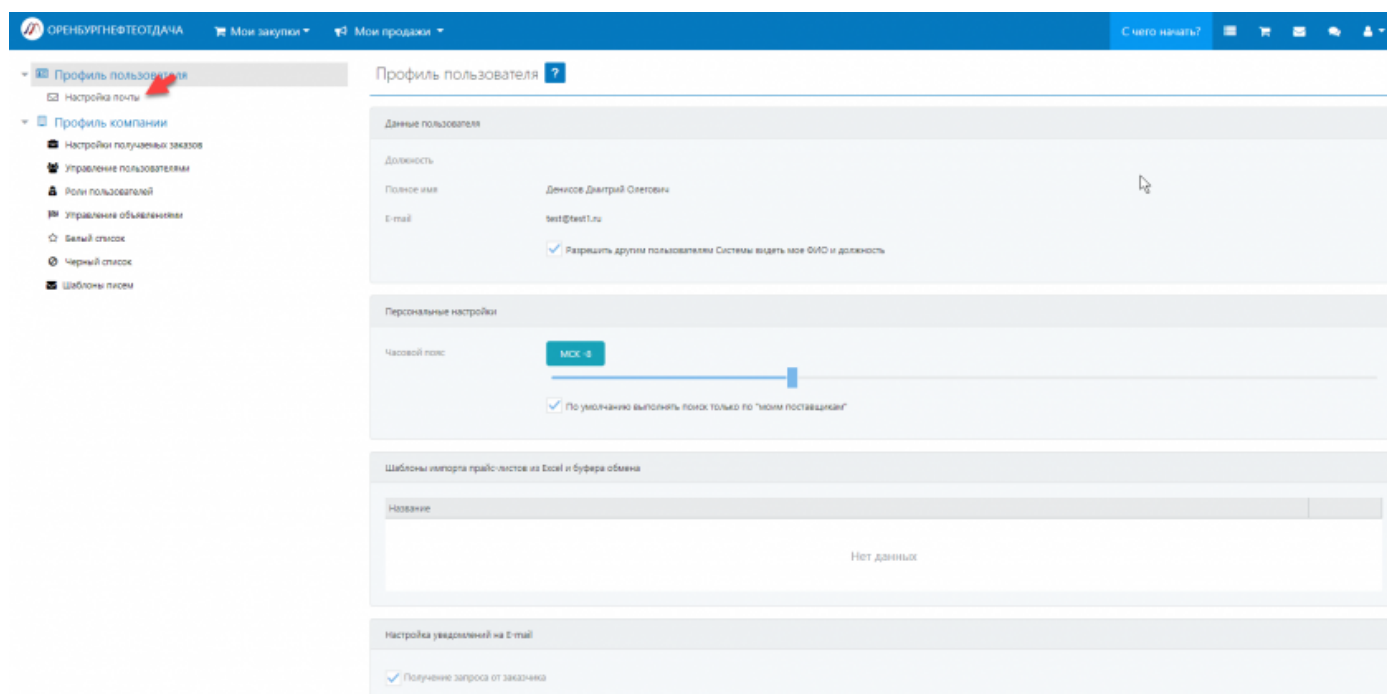 ОРЕНБУРГНЕФТЕОТДАЧА Мои закупки Мои продажи С чего начать?
Профиль пользователя
Настройка почты
Профиль компании
Настройки получаемых заказов
Управление пользователями
Роли пользователей
Управление объявлениями
Белый список
Черный список
Шаблоны писем
Профиль пользователя ?
Данные пользователя
Должность
Полное имя Денисов Дмитрий Олегович
E-mail test@test1.ru
Разрешить другим пользователям Системы видеть мое ФИО и должность
Персональные настройки
Часовой пояс МСК -8
По умолчанию выполнять поиск только по "моим поставщикам"
Шаблоны импорта прайс-листов из Excel и буфера обмена
Название
Нет данных
Настройка уведомлений на E-mail
Получение запроса от заказчика